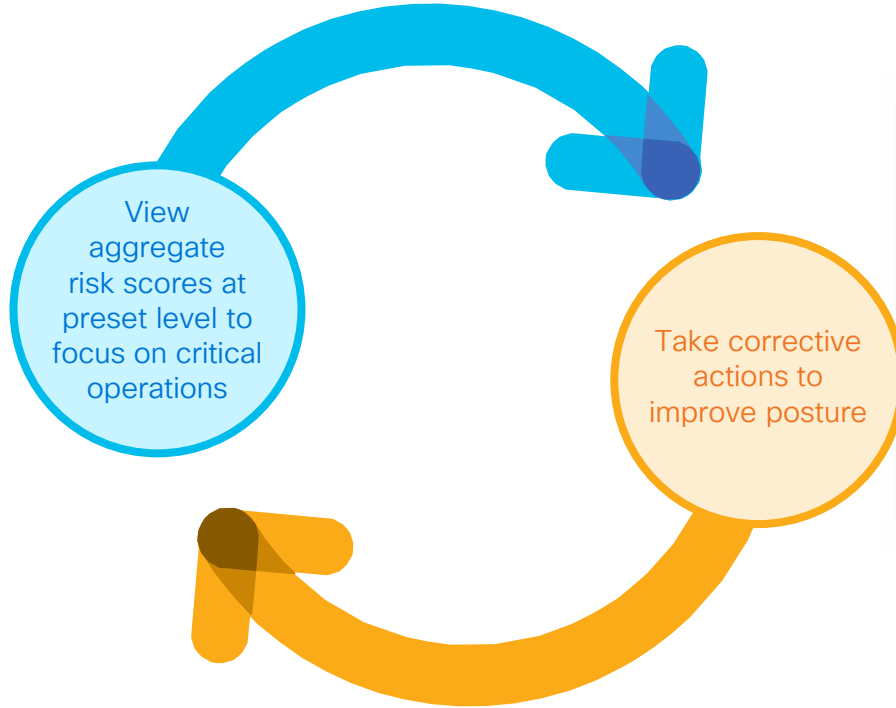 View
aggregate
risk scores at
preset level to
focus on critical
operations
Take corrective
actions to
improve posture